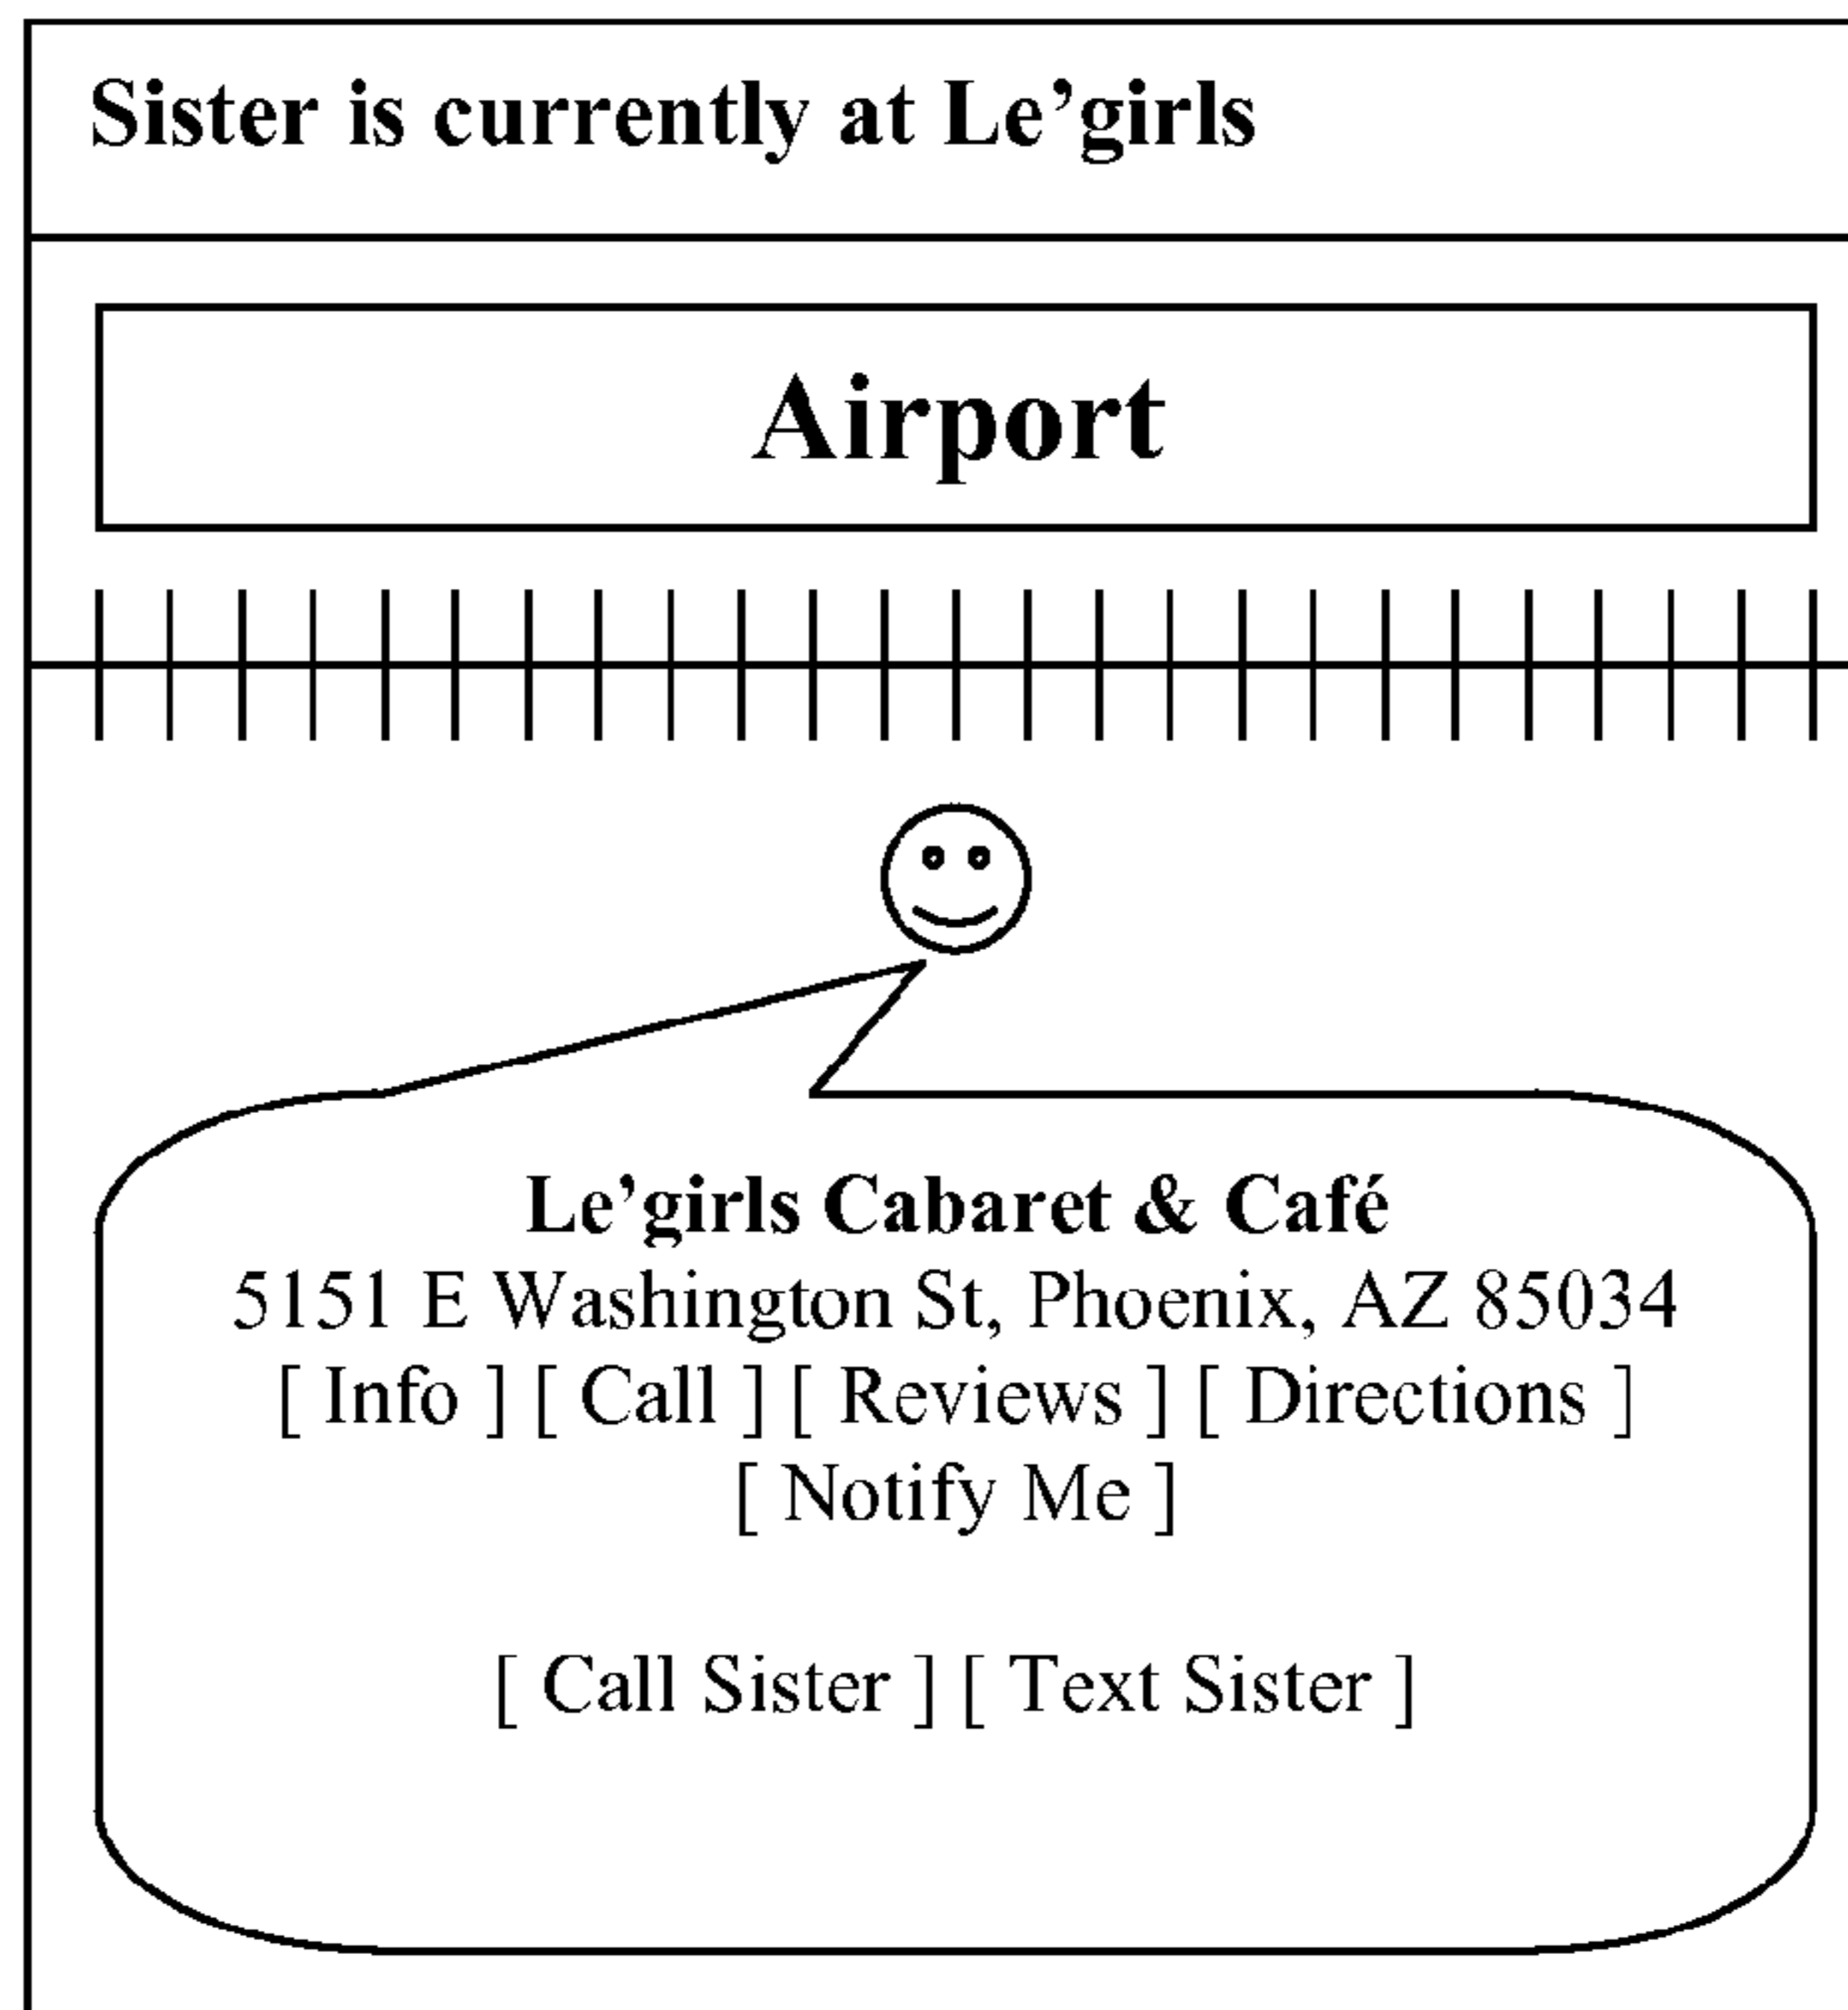 Sister is currently at Le’girls
Airport
Le’girls Cabaret & Café
5151 E Washington St, Phoenix, AZ 85034
[ Info ] [ Call ] [ Reviews ] [ Directions ]
[ Notify Me ]
[ Call Sister ] [ Text Sister ]